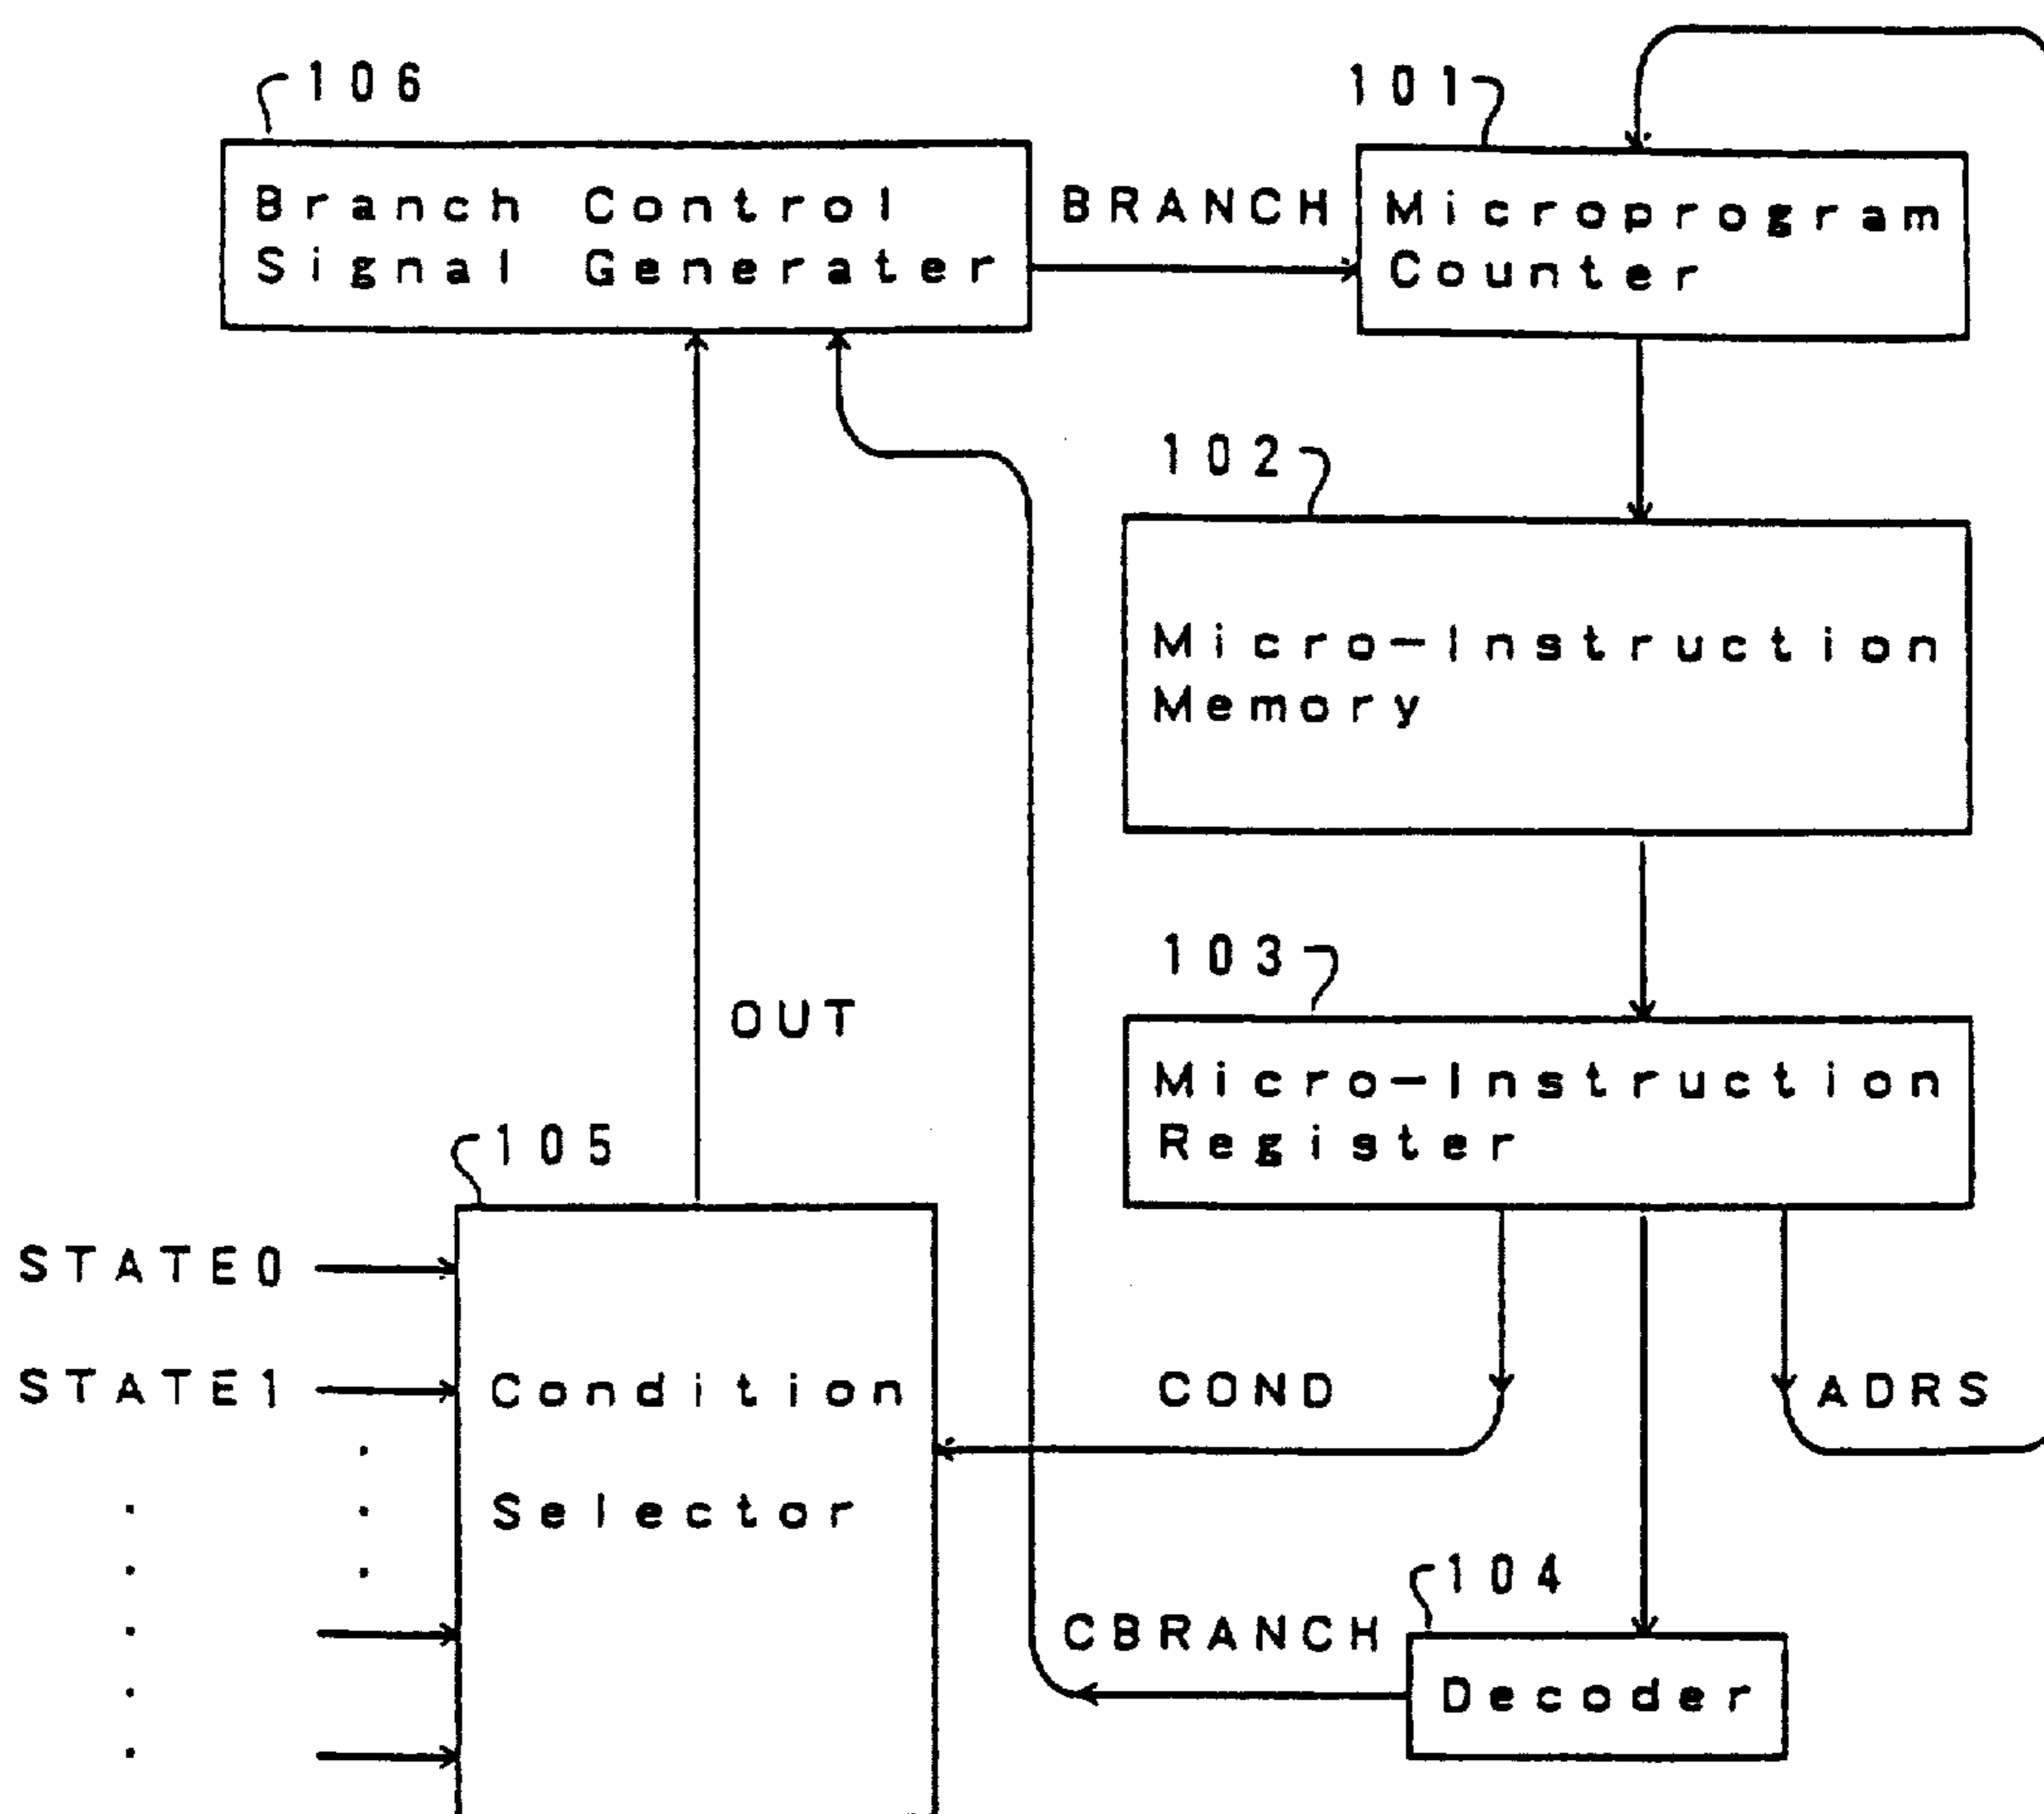 106
101
Branch Control
Signal Generater
BRANCH
Microprogram
Counter
102
Micro-Instruction
Memory
103
OUT
Micro-Instruction
Register
105
STATE0
STATE1
Condition
Selector
COND
ADRS
104
CBRANCH
Decoder